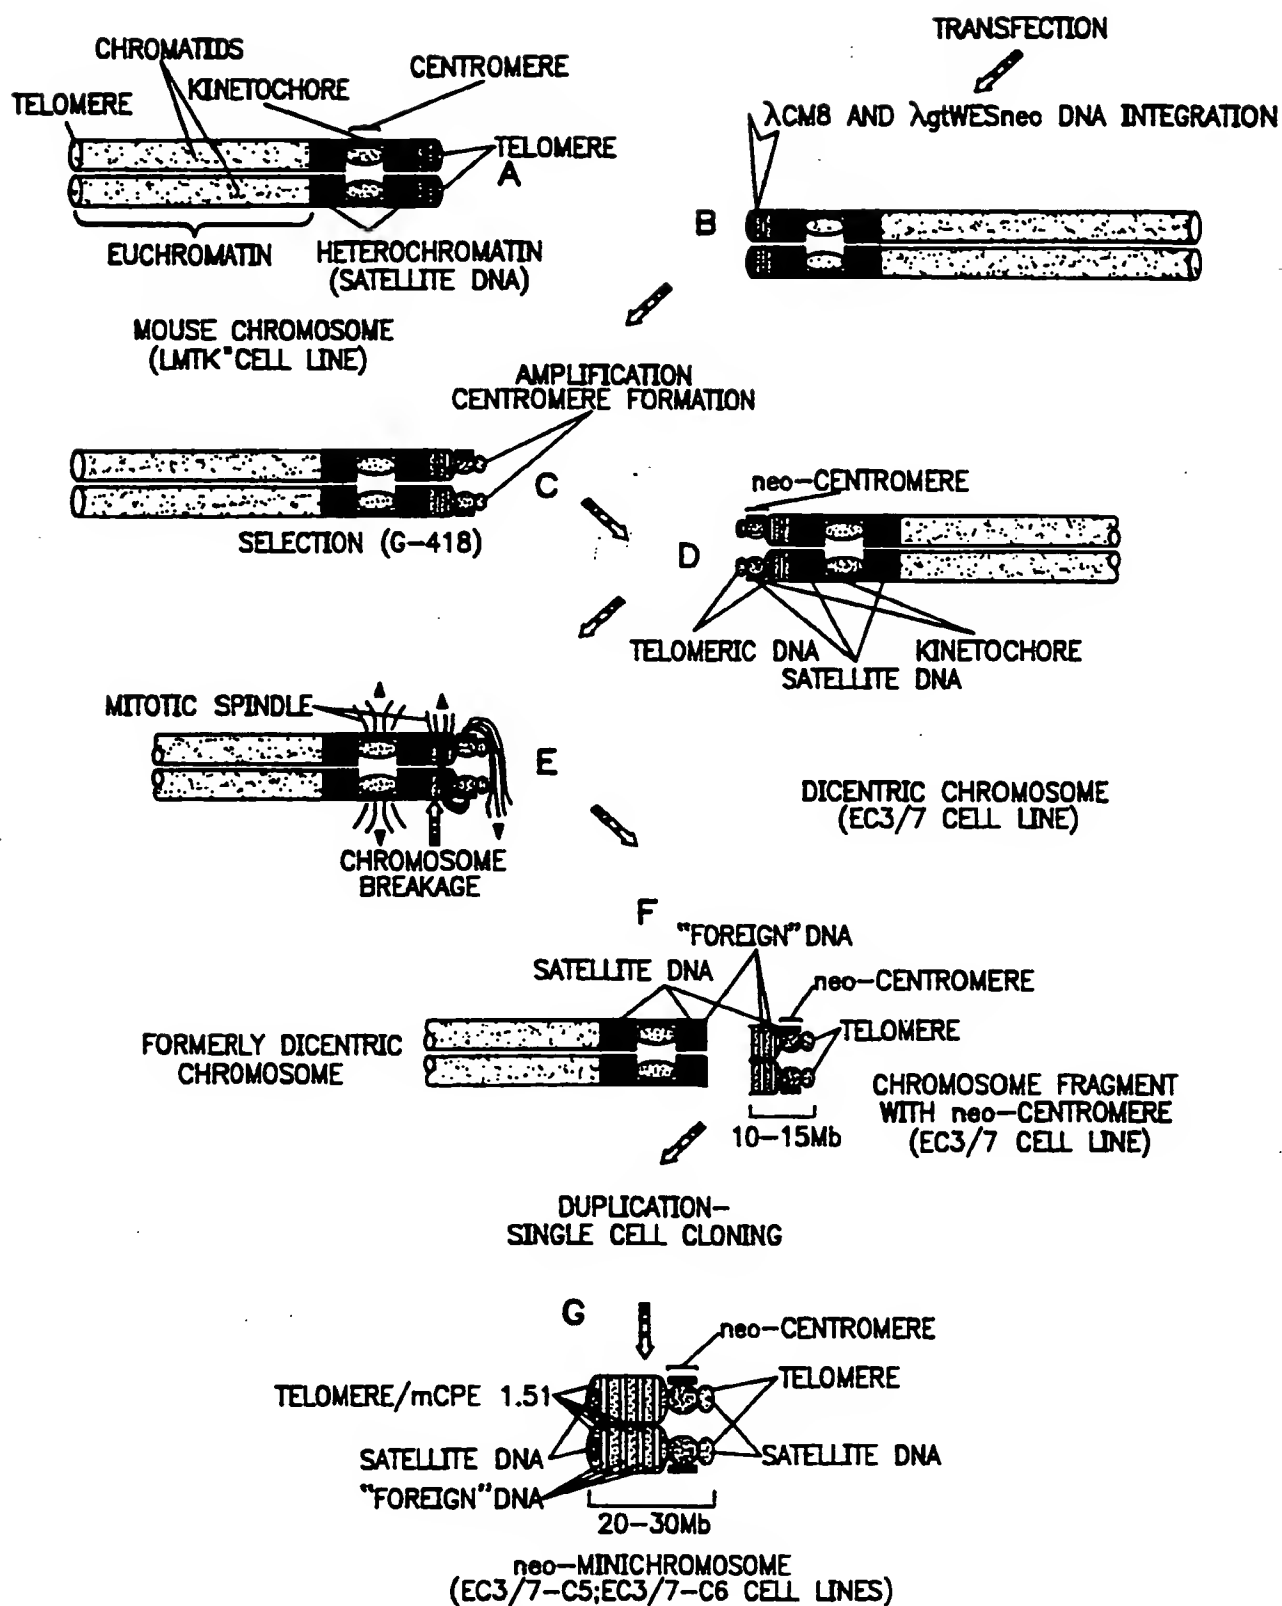 TRANSFECTION
CHROMATIDS
CENTROMERE
KINETOCHORE
TELOMERE
λCM8 AND λgtWESneo DNA INTEGRATION
TELOMERE
A
B
EUCHROMATIN
HETEROCHROMATIN
(SATELLITE DNA)
MOUSE CHROMOSOME
(LMTK⁻ CELL LINE)
AMPLIFICATION
CENTROMERE FORMATION
C
SELECTION (G-418)
neo-CENTROMERE
D
TELOMERIC DNA
KINETOCHORE
SATELLITE DNA
MITOTIC SPINDLE
E
DICENTRIC CHROMOSOME
(EC3/7 CELL LINE)
CHROMOSOME
BREAKAGE
F
"FOREIGN" DNA
SATELLITE DNA
neo-CENTROMERE
TELOMERE
FORMERLY DICENTRIC
CHROMOSOME
CHROMOSOME FRAGMENT
WITH neo-CENTROMERE
(EC3/7 CELL LINE)
10-15Mb
DUPLICATION-
SINGLE CELL CLONING
G
neo-CENTROMERE
TELOMERE/mCPE 1.51
TELOMERE
SATELLITE DNA
SATELLITE DNA
"FOREIGN" DNA
20-30Mb
neo-MINICHROMOSOME
(EC3/7-C5;EC3/7-C6 CELL LINES)